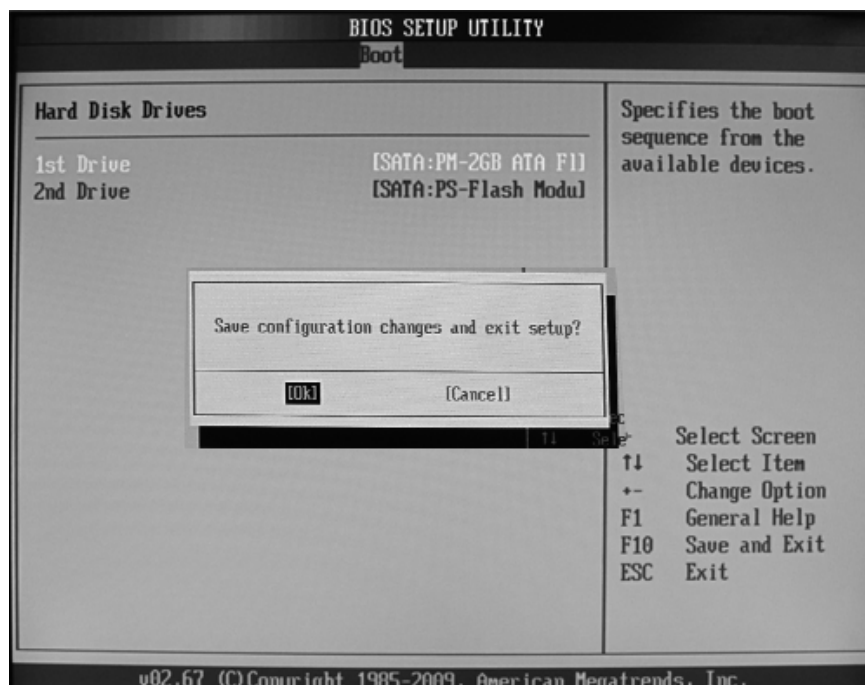 BIOS SETUP UTILITY
Boot
Hard Disk Drives
1st Drive [SATA:PM-2GB ATA Fl]
2nd Drive [SATA:PS-Flash Modu]
Specifies the boot
sequence from the
available devices.
Save configuration changes and exit setup?
[Ok] [Cancel]
Select Screen
↑↓ Select Item
+- Change Option
F1 General Help
F10 Save and Exit
ESC Exit
v02.67 (C)Copyright 1985-2009, American Megatrends, Inc.